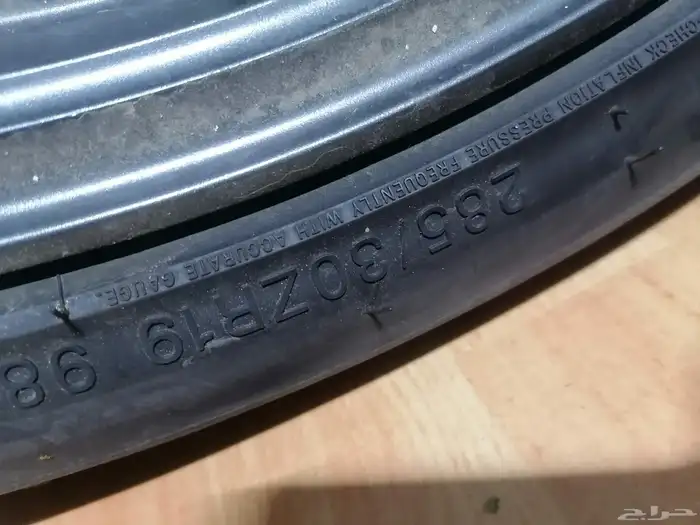 CHECK INFLATION PRESSURE FREQUENTLY WITH ACCURATE GAUGE.
285/30ZR19 98
حراج